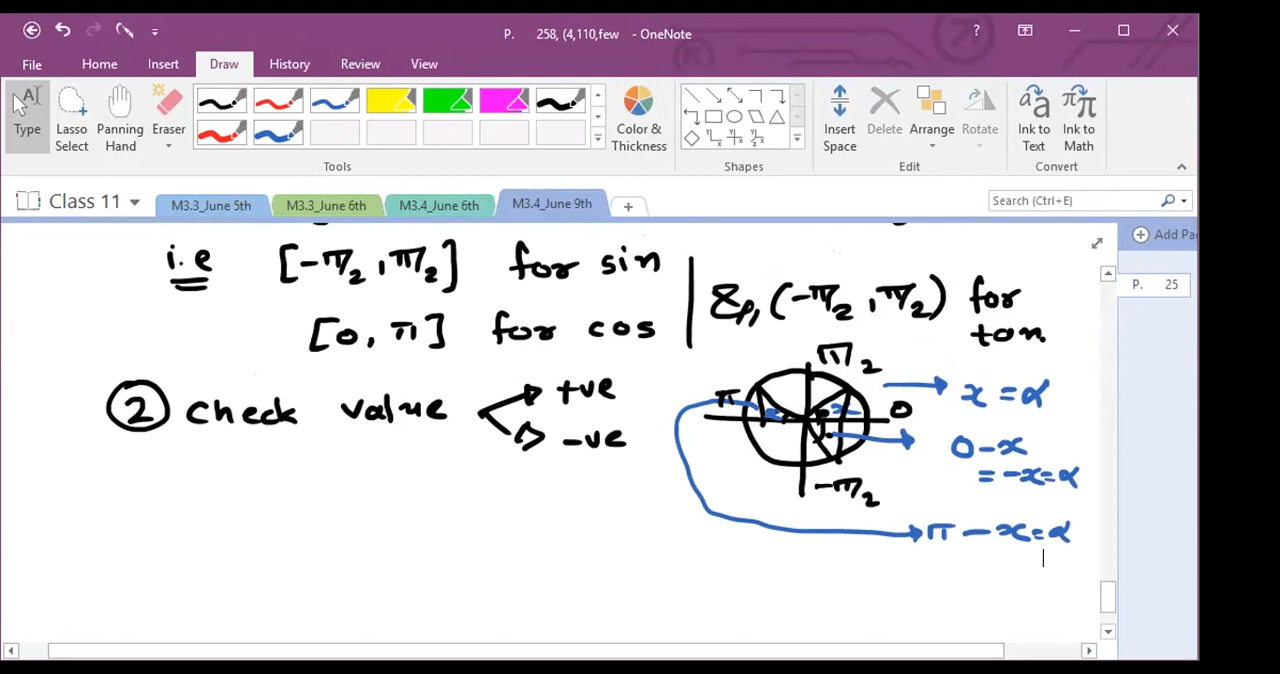 P. 258, (4,110,few - OneNote
?
File Home Insert Draw History Review View
Type
Lasso Select
Panning Hand
Eraser
Color & Thickness
Insert Space
Delete
Arrange
Rotate
Ink to Text
Ink to Math
Tools
Shapes
Edit
Convert
Class 11
M3.3_June 5th
M3.3_June 6th
M3.4_June 6th
M3.4_June 9th
Search (Ctrl+E)
Add Pa
P. 25
i.e [-π/2, π/2] for sin
[0, π] for cos
(-π/2, π/2) for
tan
② check value +ve
-ve
π/2
π
0
-π/2
x
x
x = α
0 - x
= -x = α
π - x = α